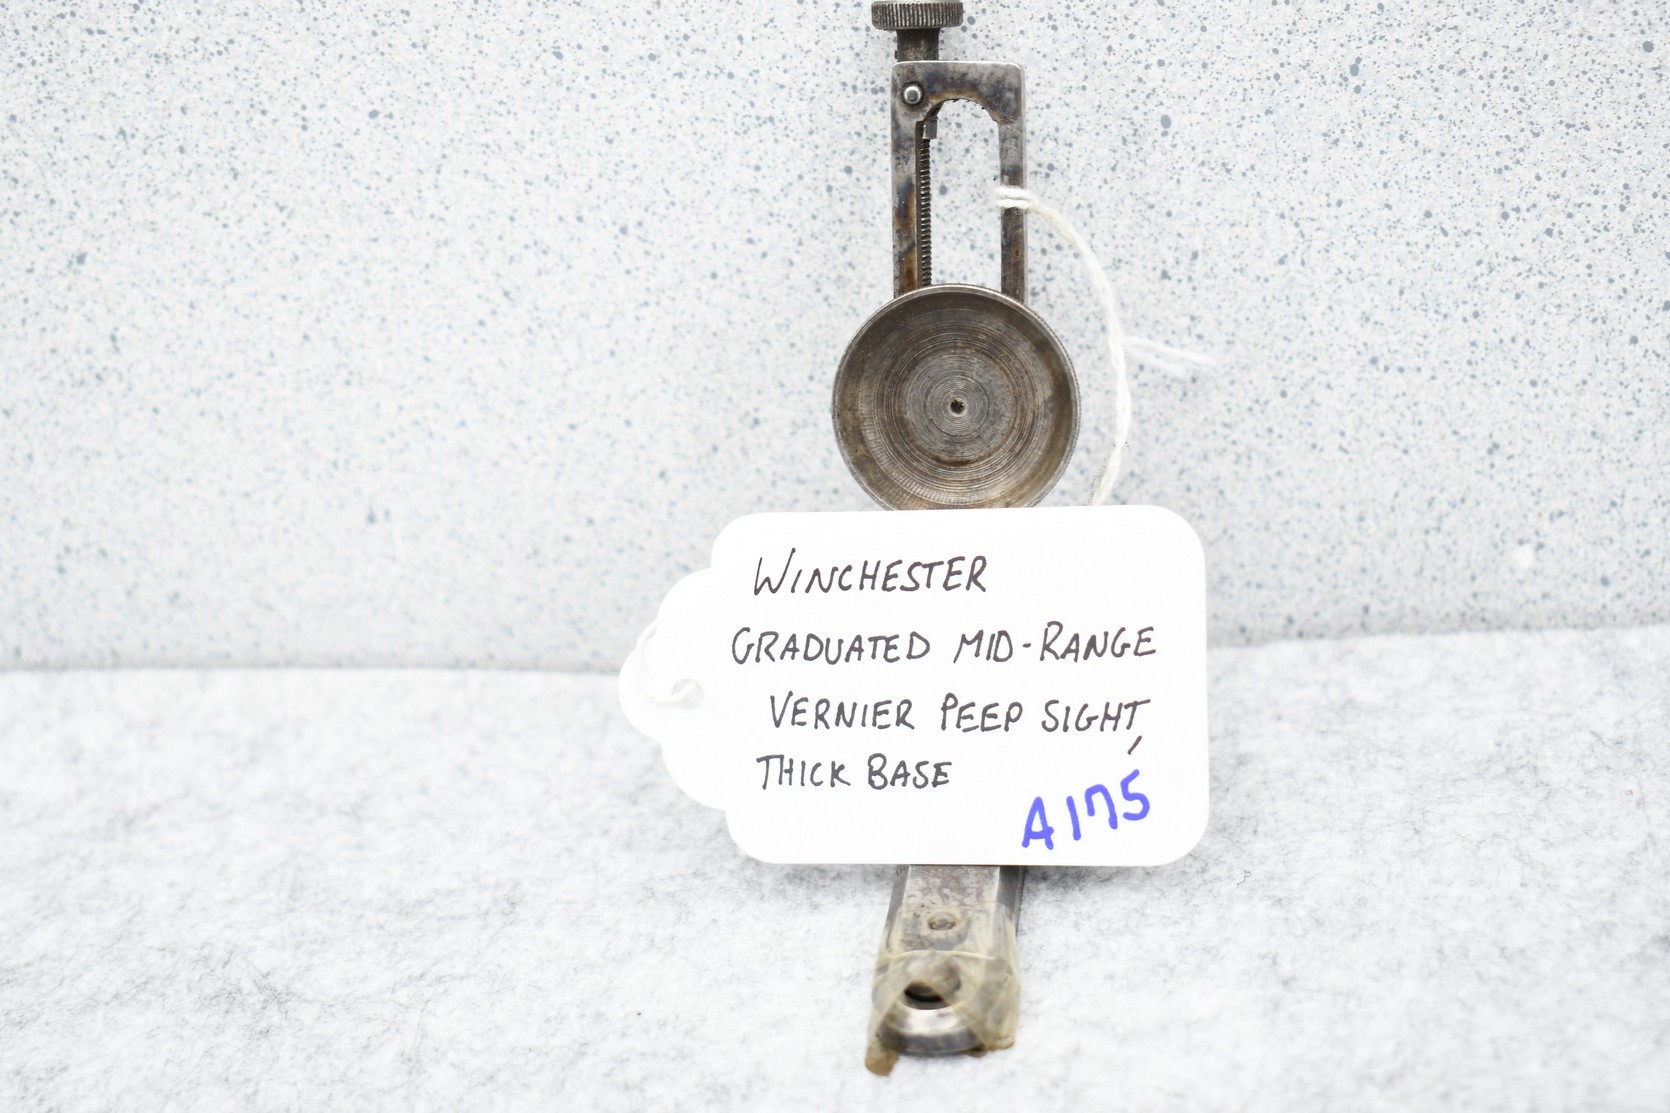 WINCHESTER
GRADUATED MID-RANGE
VERNIER PEEP SIGHT,
THICK BASE
A175